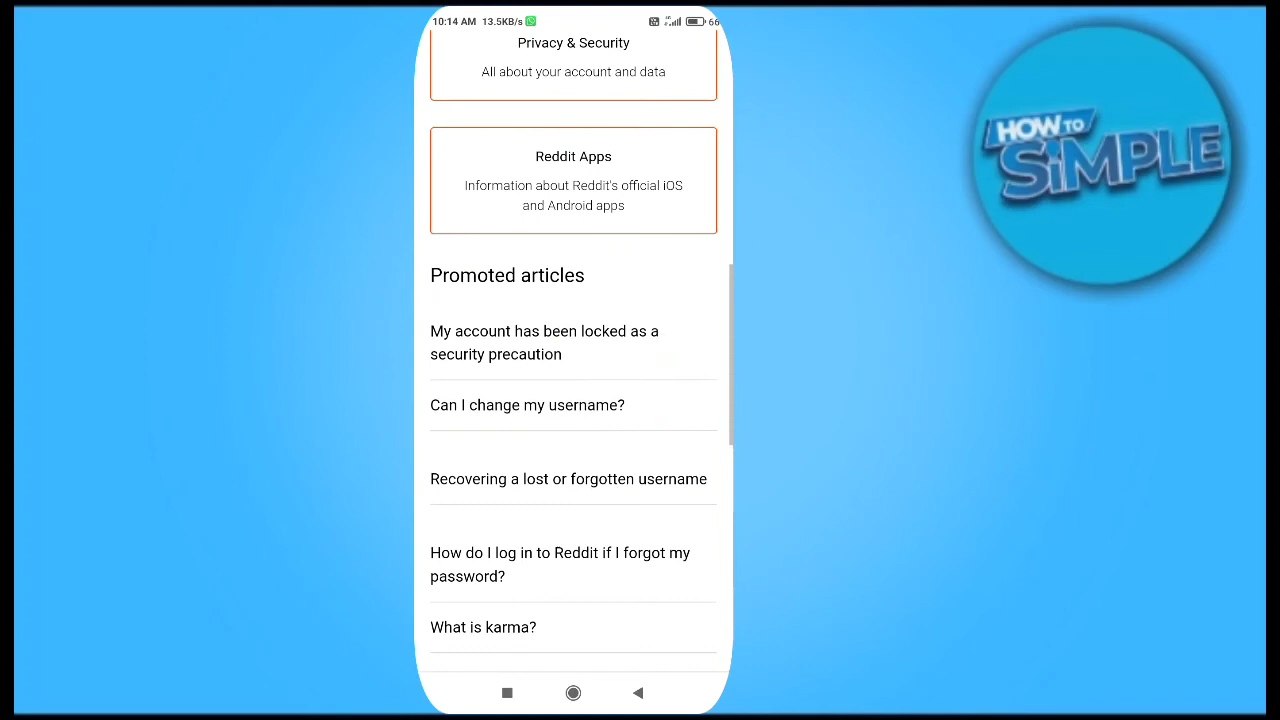 10:14 AM 13.5KB/s
66
Privacy & Security
All about your account and data
Reddit Apps
Information about Reddit's official iOS
and Android apps
Promoted articles
My account has been locked as a
security precaution
Can I change my username?
Recovering a lost or forgotten username
How do I log in to Reddit if I forgot my
password?
What is karma?
HOW TO
SiMPLE